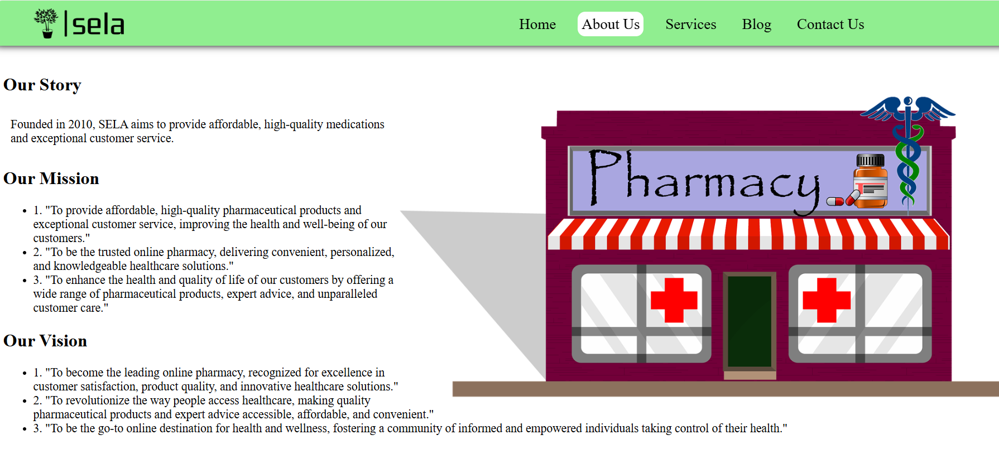 |sela
Home About Us Services Blog Contact Us
Our Story
Founded in 2010, SELA aims to provide affordable, high-quality medications
and exceptional customer service.
Our Mission
• 1. "To provide affordable, high-quality pharmaceutical products and
exceptional customer service, improving the health and well-being of our
customers."
• 2. "To be the trusted online pharmacy, delivering convenient, personalized,
and knowledgeable healthcare solutions."
• 3. "To enhance the health and quality of life of our customers by offering a
wide range of pharmaceutical products, expert advice, and unparalleled
customer care."
Our Vision
• 1. "To become the leading online pharmacy, recognized for excellence in
customer satisfaction, product quality, and innovative healthcare solutions."
• 2. "To revolutionize the way people access healthcare, making quality
pharmaceutical products and expert advice accessible, affordable, and convenient."
• 3. "To be the go-to online destination for health and wellness, fostering a community of informed and empowered individuals taking control of their health."
Pharmacy